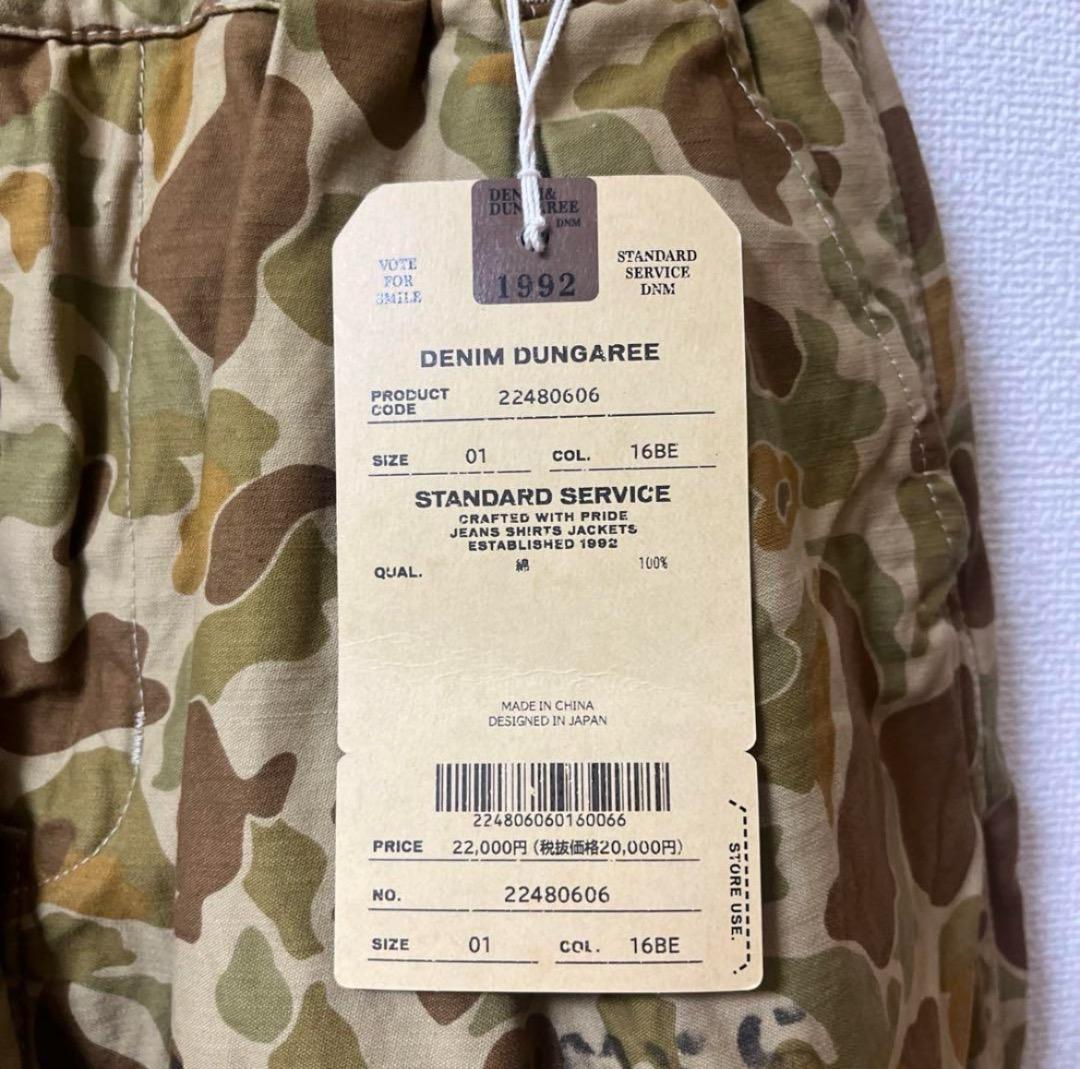 DENIM&
DUNGAREE
DNM
1992
VOTE
FOR
SMILE
STANDARD
SERVICE
DNM
DENIM DUNGAREE
PRODUCT CODE 22480606
SIZE 01 COL. 16BE
STANDARD SERVICE
CRAFTED WITH PRIDE
JEANS SHIRTS JACKETS
ESTABLISHED 1992
QUAL. 綿 100%
MADE IN CHINA
DESIGNED IN JAPAN
224806060160066
PRICE 22,000円(税抜価格20,000円)
NO. 22480606
SIZE 01 COL. 16BE
STORE USE.